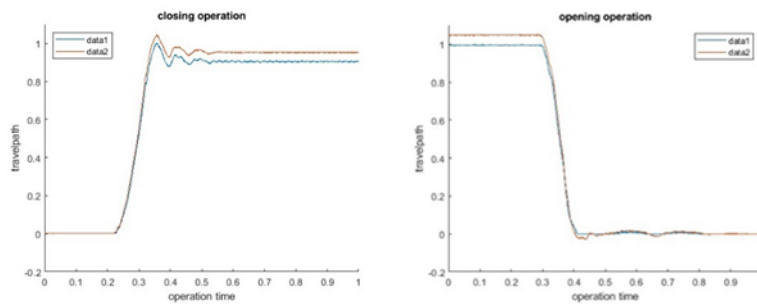 closing operation
data1
data2
1
0.8
0.6
0.4
0.2
0
-0.2
travelpath
0 0.1 0.2 0.3 0.4 0.5 0.6 0.7 0.8 0.9 1
operation time
opening operation
data1
data2
1
0.8
0.6
0.4
0.2
0
-0.2
travelpath
0 0.1 0.2 0.3 0.4 0.5 0.6 0.7 0.8 0.9
operation time